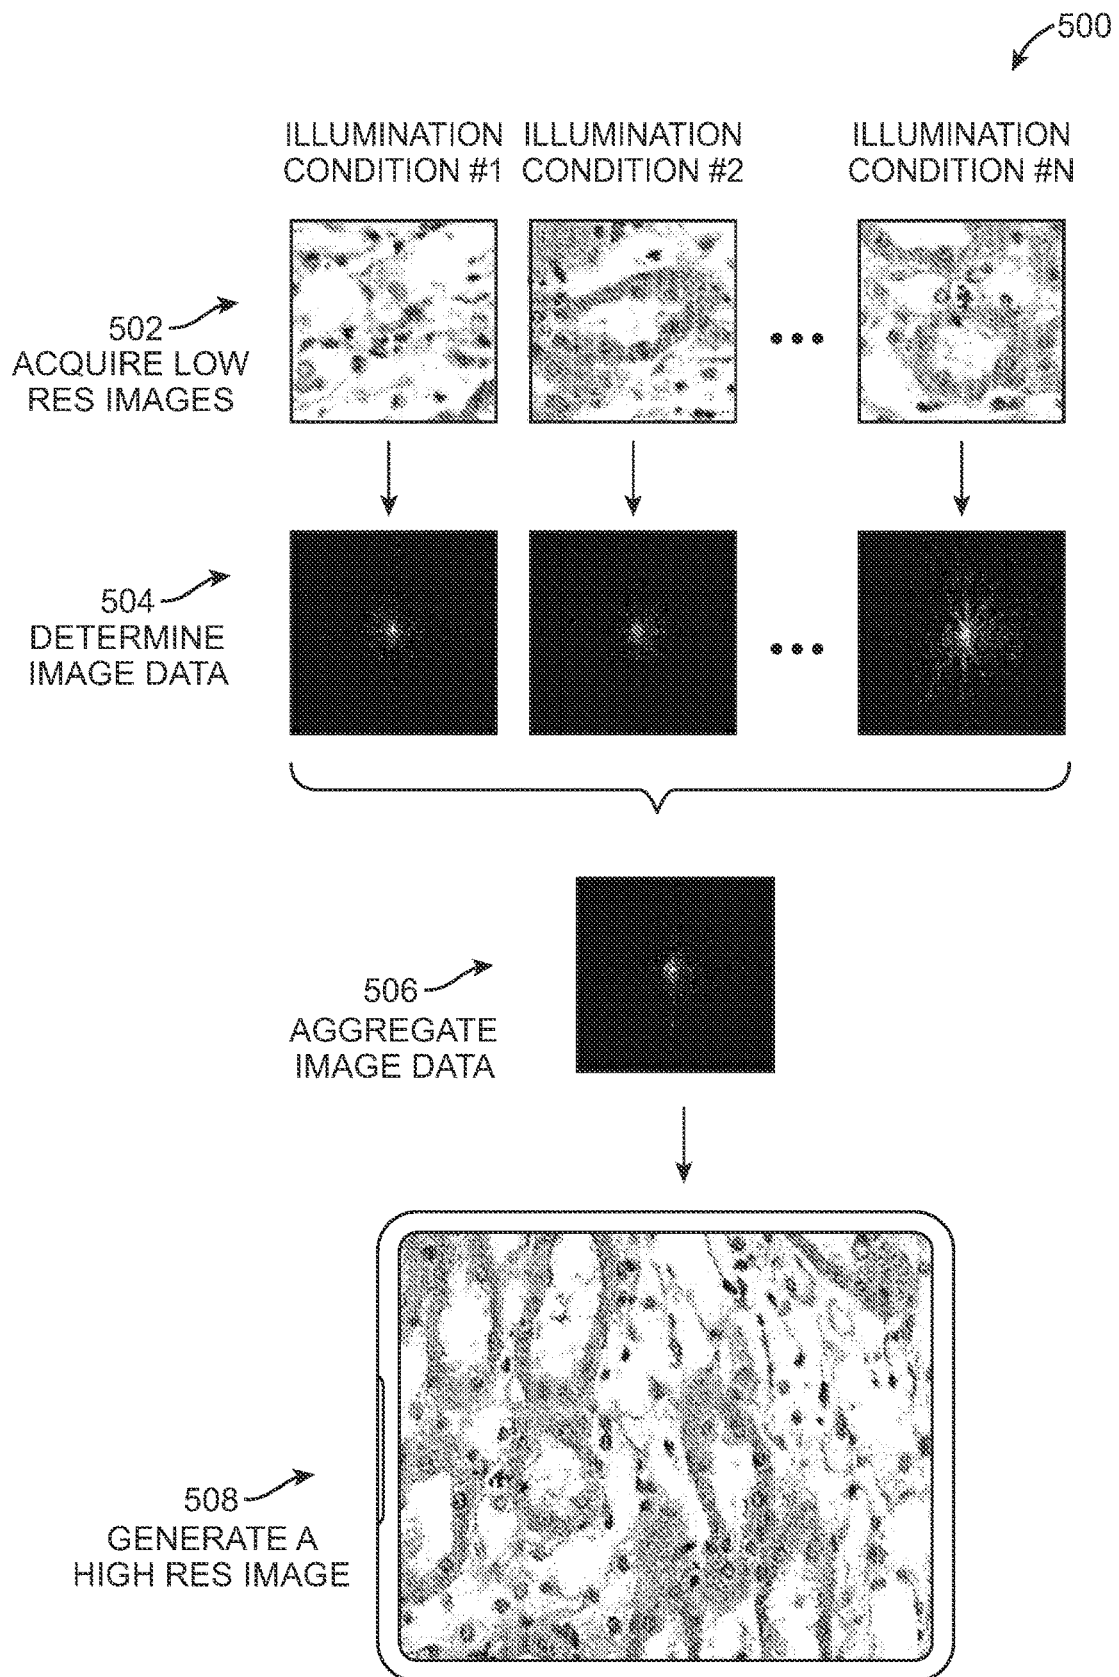 500
ILLUMINATION CONDITION #1
ILLUMINATION CONDITION #2
ILLUMINATION CONDITION #N
502
ACQUIRE LOW
RES IMAGES
504
DETERMINE
IMAGE DATA
506
AGGREGATE
IMAGE DATA
508
GENERATE A
HIGH RES IMAGE